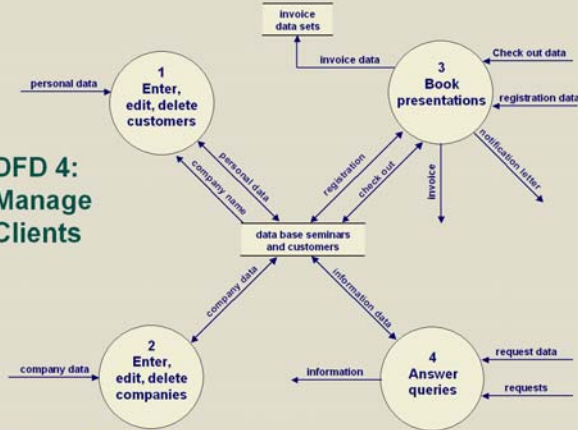 invoice
data sets
invoice data
Check out data
registration data
3
Book
presentations
notification letter
invoice
personal data
1
Enter,
edit, delete
customers
personal data
company name
registration
check out
DFD 4:
Manage
Clients
data base seminars
and customers
company data
information data
company data
2
Enter,
edit, delete
companies
information
4
Answer
queries
request data
requests